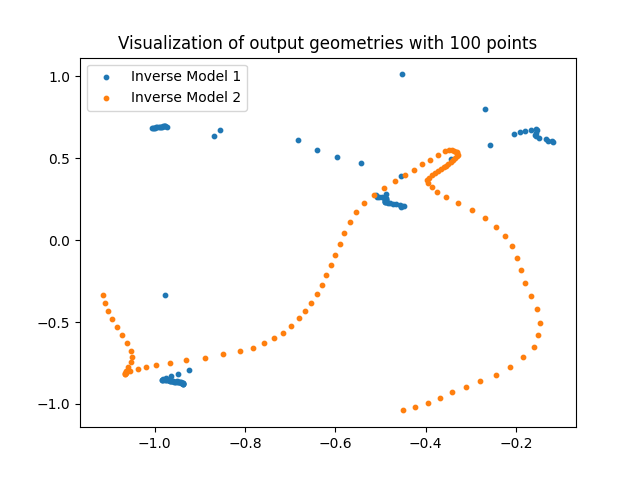 Visualization of output geometries with 100 points
Inverse Model 1
Inverse Model 2
1.0
0.5
0.0
−0.5
−1.0
−1.0 −0.8 −0.6 −0.4 −0.2